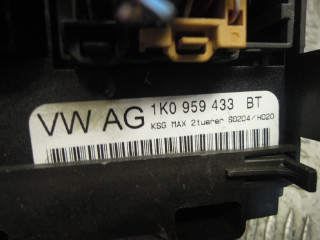 VW AG 1K0 959 433 BT
KSG MAX 2tuerer S0204/H020